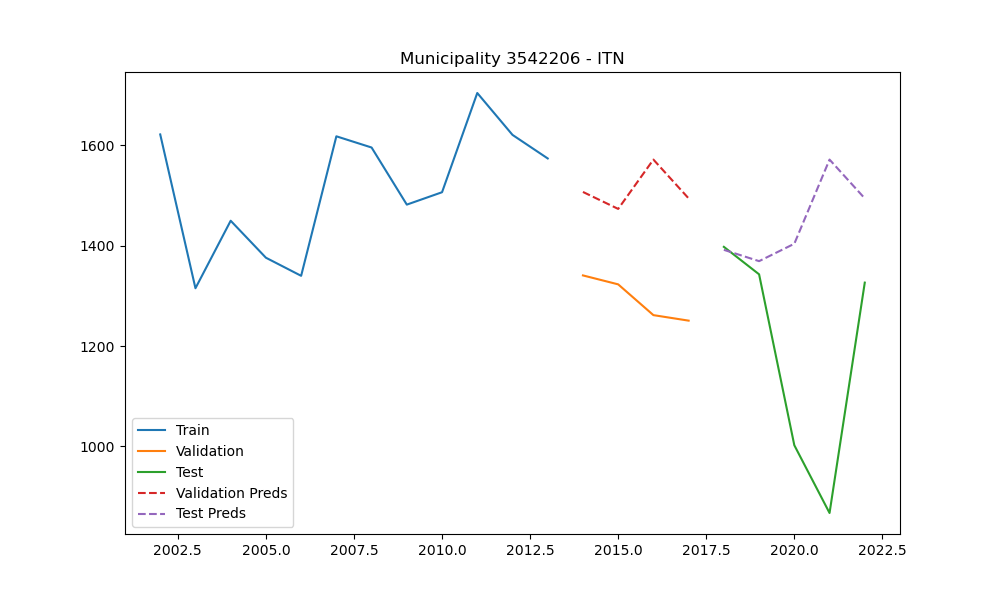 Municipality 3542206 - ITN
1600
1400
1200
1000
Train
Validation
Test
Validation Preds
Test Preds
2002.5 2005.0 2007.5 2010.0 2012.5 2015.0 2017.5 2020.0 2022.5